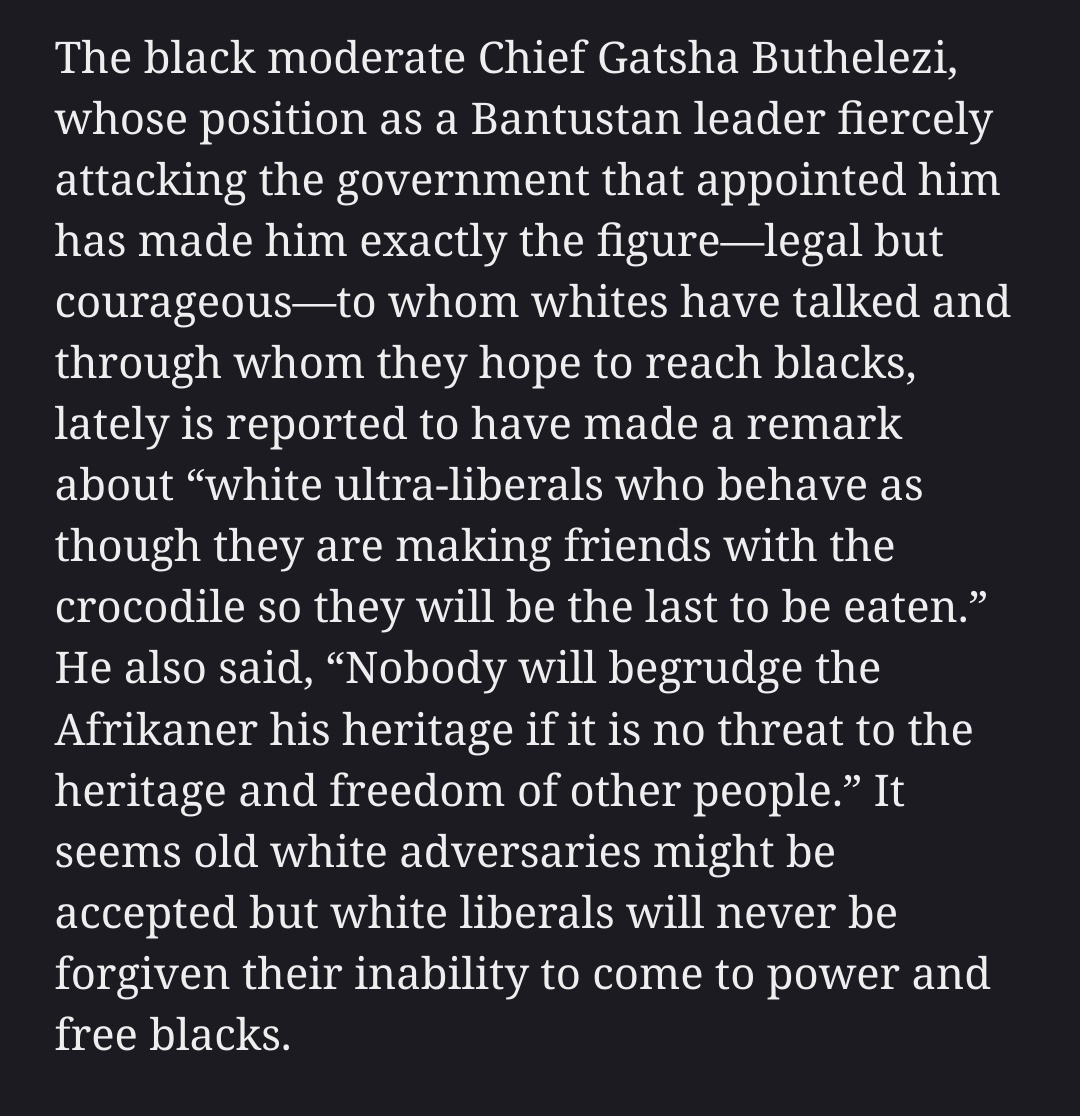 The black moderate Chief Gatsha Buthelezi,
whose position as a Bantustan leader fiercely
attacking the government that appointed him
has made him exactly the figure—legal but
courageous—to whom whites have talked and
through whom they hope to reach blacks,
lately is reported to have made a remark
about “white ultra-liberals who behave as
though they are making friends with the
crocodile so they will be the last to be eaten.”
He also said, “Nobody will begrudge the
Afrikaner his heritage if it is no threat to the
heritage and freedom of other people.” It
seems old white adversaries might be
accepted but white liberals will never be
forgiven their inability to come to power and
free blacks.